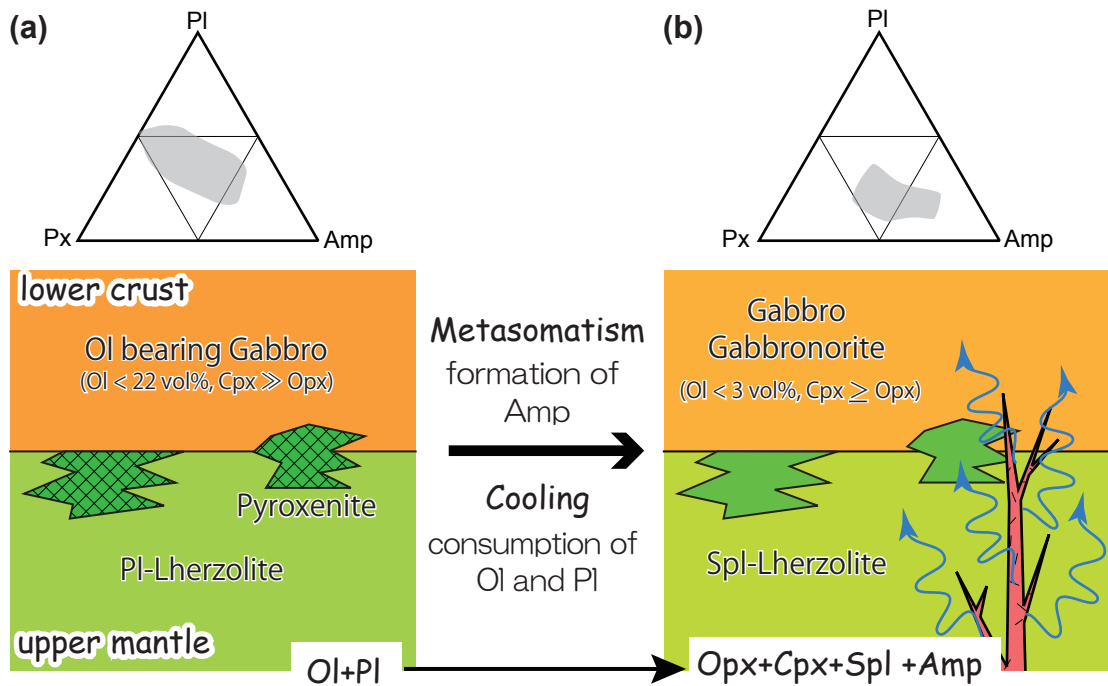 (a)
Pl
Px
Amp
lower crust
Ol bearing Gabbro
(Ol < 22 vol%, Cpx ≫ Opx)
Pyroxenite
Pl-Lherzolite
upper mantle
Ol+Pl
Metasomatism
formation of
Amp
Cooling
consumption of
Ol and Pl
(b)
Pl
Px
Amp
Gabbro
Gabbronorite
(Ol < 3 vol%, Cpx ≥ Opx)
Spl-Lherzolite
Opx+Cpx+Spl +Amp